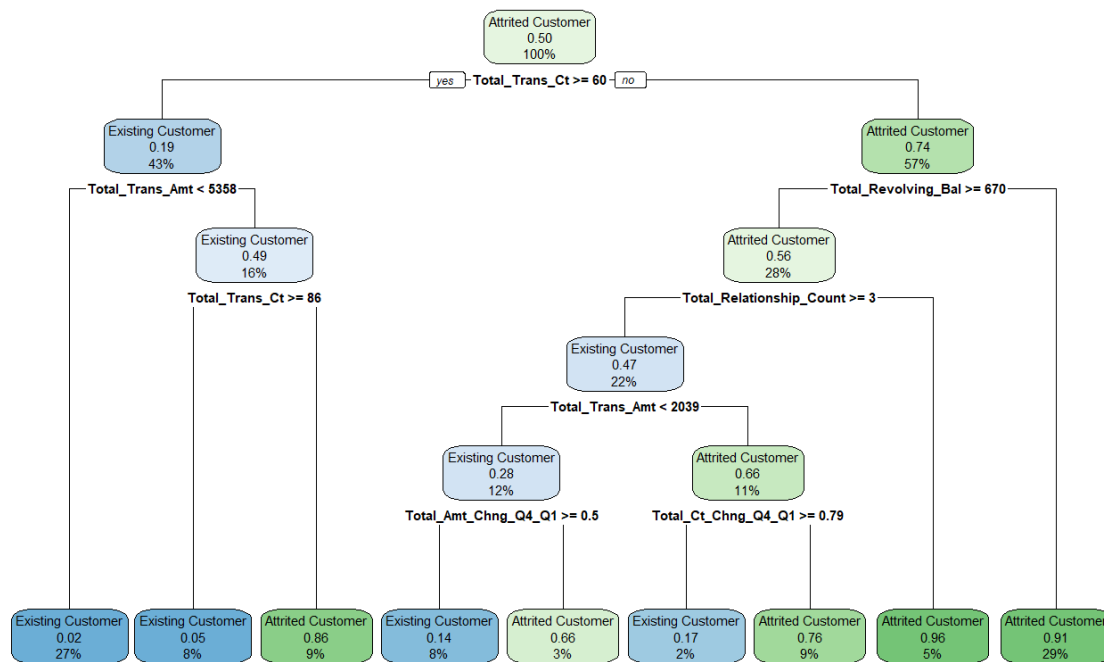 Attrited Customer
0.50
100%
yes Total_Trans_Ct >= 60 no
Existing Customer
0.19
43%
Attrited Customer
0.74
57%
Total_Trans_Amt < 5358
Total_Revolving_Bal >= 670
Existing Customer
0.49
16%
Attrited Customer
0.56
28%
Total_Trans_Ct >= 86
Total_Relationship_Count >= 3
Existing Customer
0.47
22%
Total_Trans_Amt < 2039
Existing Customer
0.28
12%
Attrited Customer
0.66
11%
Total_Amt_Chng_Q4_Q1 >= 0.5
Total_Ct_Chng_Q4_Q1 >= 0.79
Existing Customer
0.02
27%
Existing Customer
0.05
8%
Attrited Customer
0.86
9%
Existing Customer
0.14
8%
Attrited Customer
0.66
3%
Existing Customer
0.17
2%
Attrited Customer
0.76
9%
Attrited Customer
0.96
5%
Attrited Customer
0.91
29%